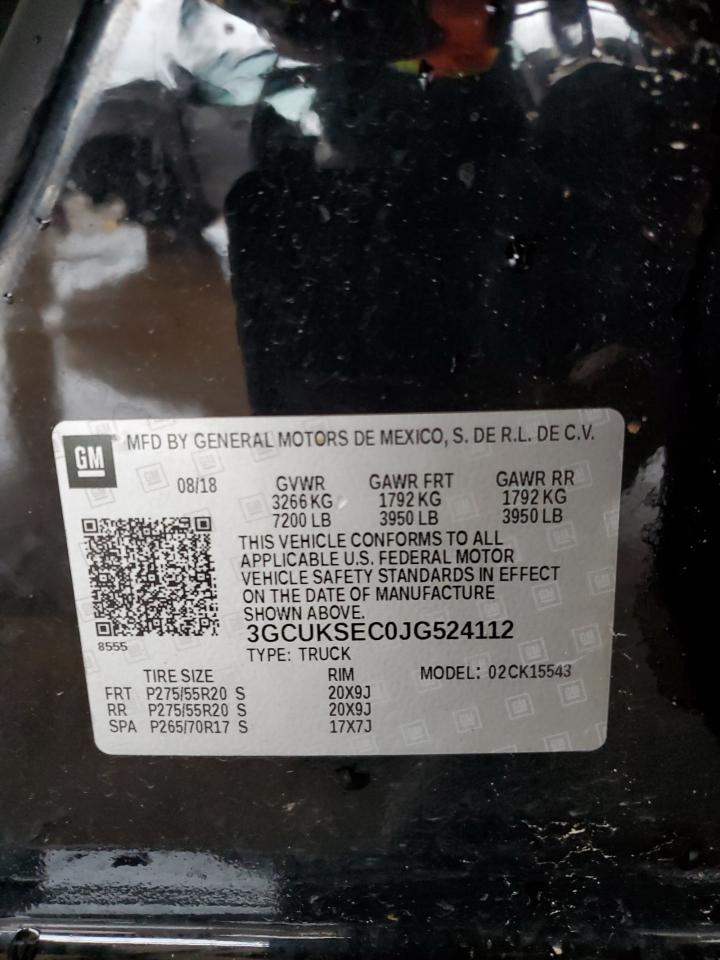 GM MFD BY GENERAL MOTORS DE MEXICO, S. DE R.L. DE C.V.
08/18 GVWR GAWR FRT GAWR RR
3266 KG 1792 KG 1792 KG
7200 LB 3950 LB 3950 LB
THIS VEHICLE CONFORMS TO ALL
APPLICABLE U.S. FEDERAL MOTOR
VEHICLE SAFETY STANDARDS IN EFFECT
ON THE DATE OF MANUFACTURE
SHOWN ABOVE.
3GCUKSEC0JG524112
8555
TYPE: TRUCK
TIRE SIZE RIM MODEL: 02CK15543
FRT P275/55R20 S 20X9J
RR P275/55R20 S 20X9J
SPA P265/70R17 S 17X7J